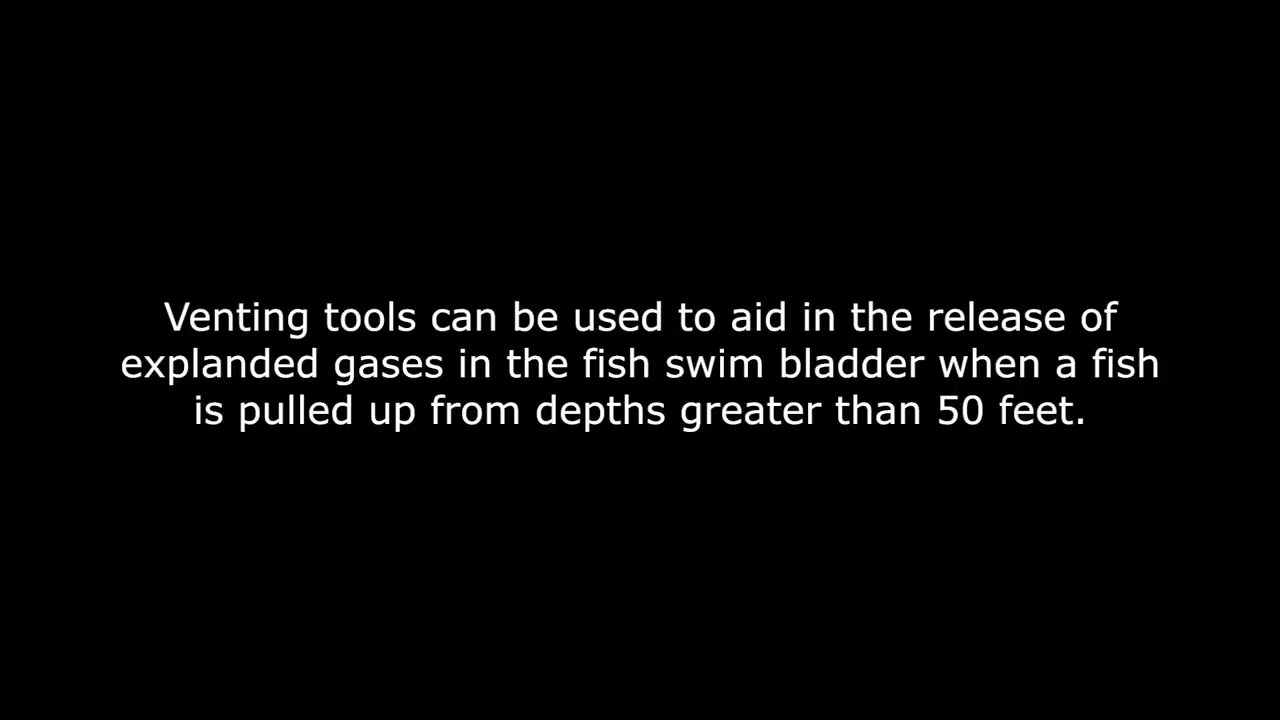 Venting tools can be used to aid in the release of
explanded gases in the fish swim bladder when a fish
is pulled up from depths greater than 50 feet.